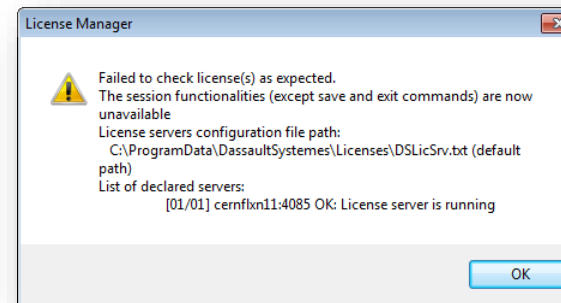 License Manager
Failed to check license(s) as expected.
The session functionalities (except save and exit commands) are now
unavailable
License servers configuration file path:
C:\ProgramData\DassaultSystemes\Licenses\DSLicSrv.txt (default
path)
List of declared servers:
[01/01] cernflxn11:4085 OK: License server is running
OK